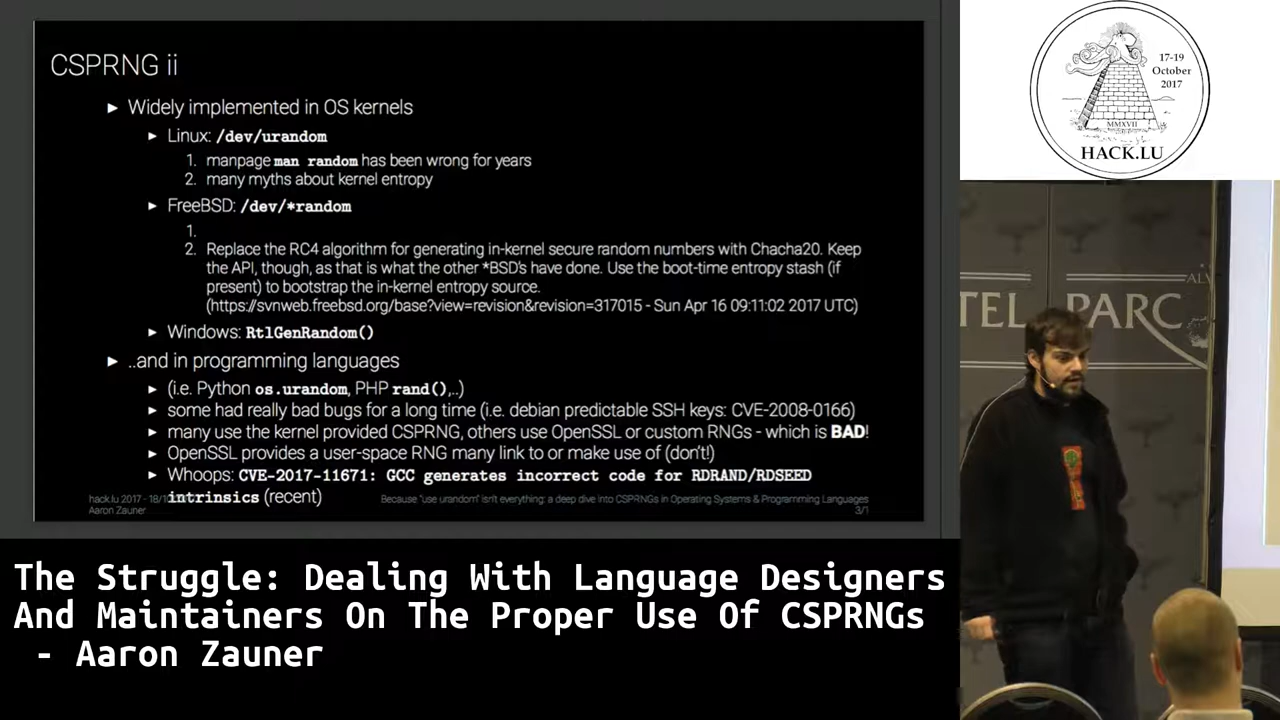 CSPRNG ii
► Widely implemented in OS kernels
► Linux: /dev/urandom
1. manpage man random has been wrong for years
2. many myths about kernel entropy
► FreeBSD: /dev/*random
1.
2. Replace the RC4 algorithm for generating in-kernel secure random numbers with Chacha20. Keep
the API, though, as that is what the other *BSD's have done. Use the boot-time entropy stash (if
present) to bootstrap the in-kernel entropy source.
(https://svnweb.freebsd.org/base?view=revision&revision=317015 - Sun Apr 16 09:11:02 2017 UTC)
► Windows: RtlGenRandom()
► ..and in programming languages
► (i.e. Python os.urandom, PHP rand(),..)
► some had really bad bugs for a long time (i.e. debian predictable SSH keys: CVE-2008-0166)
► many use the kernel provided CSPRNG, others use OpenSSL or custom RNGs - which is BAD!
► OpenSSL provides a user-space RNG many link to or make use of (don't!)
► Whoops: CVE-2017-11671: GCC generates incorrect code for RDRAND/RDSEED
intrinsics (recent)
hack.lu 2017 - 18/10
Because "use urandom" isn't everything: a deep dive into CSPRNGs in Operating Systems & Programming Languages
Aaron Zauner
3/1
17-19
October
2017
MMXVII
HACK.LU
TEL PARC
AL
The Struggle: Dealing With Language Designers
And Maintainers On The Proper Use Of CSPRNGs
- Aaron Zauner